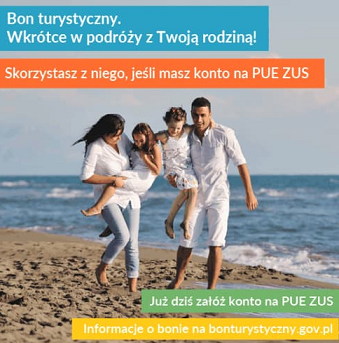 Bon turystyczny.
Wkrótce w podróży z Twoją rodziną!
Skorzystasz z niego, jeśli masz konto na PUE ZUS
Już dziś załóż konto na PUE ZUS
Informacje o bonie na bonturystyczny.gov.pl